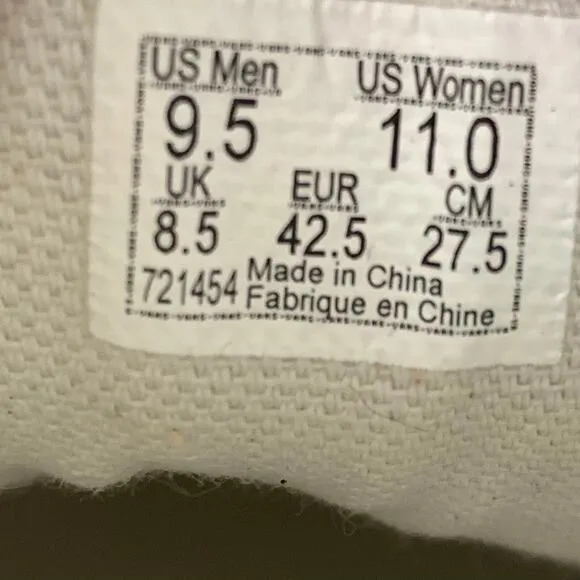 US Men US Women
9.5 11.0
UK EUR CM
8.5 42.5 27.5
721454 Made in China
Fabrique en Chine